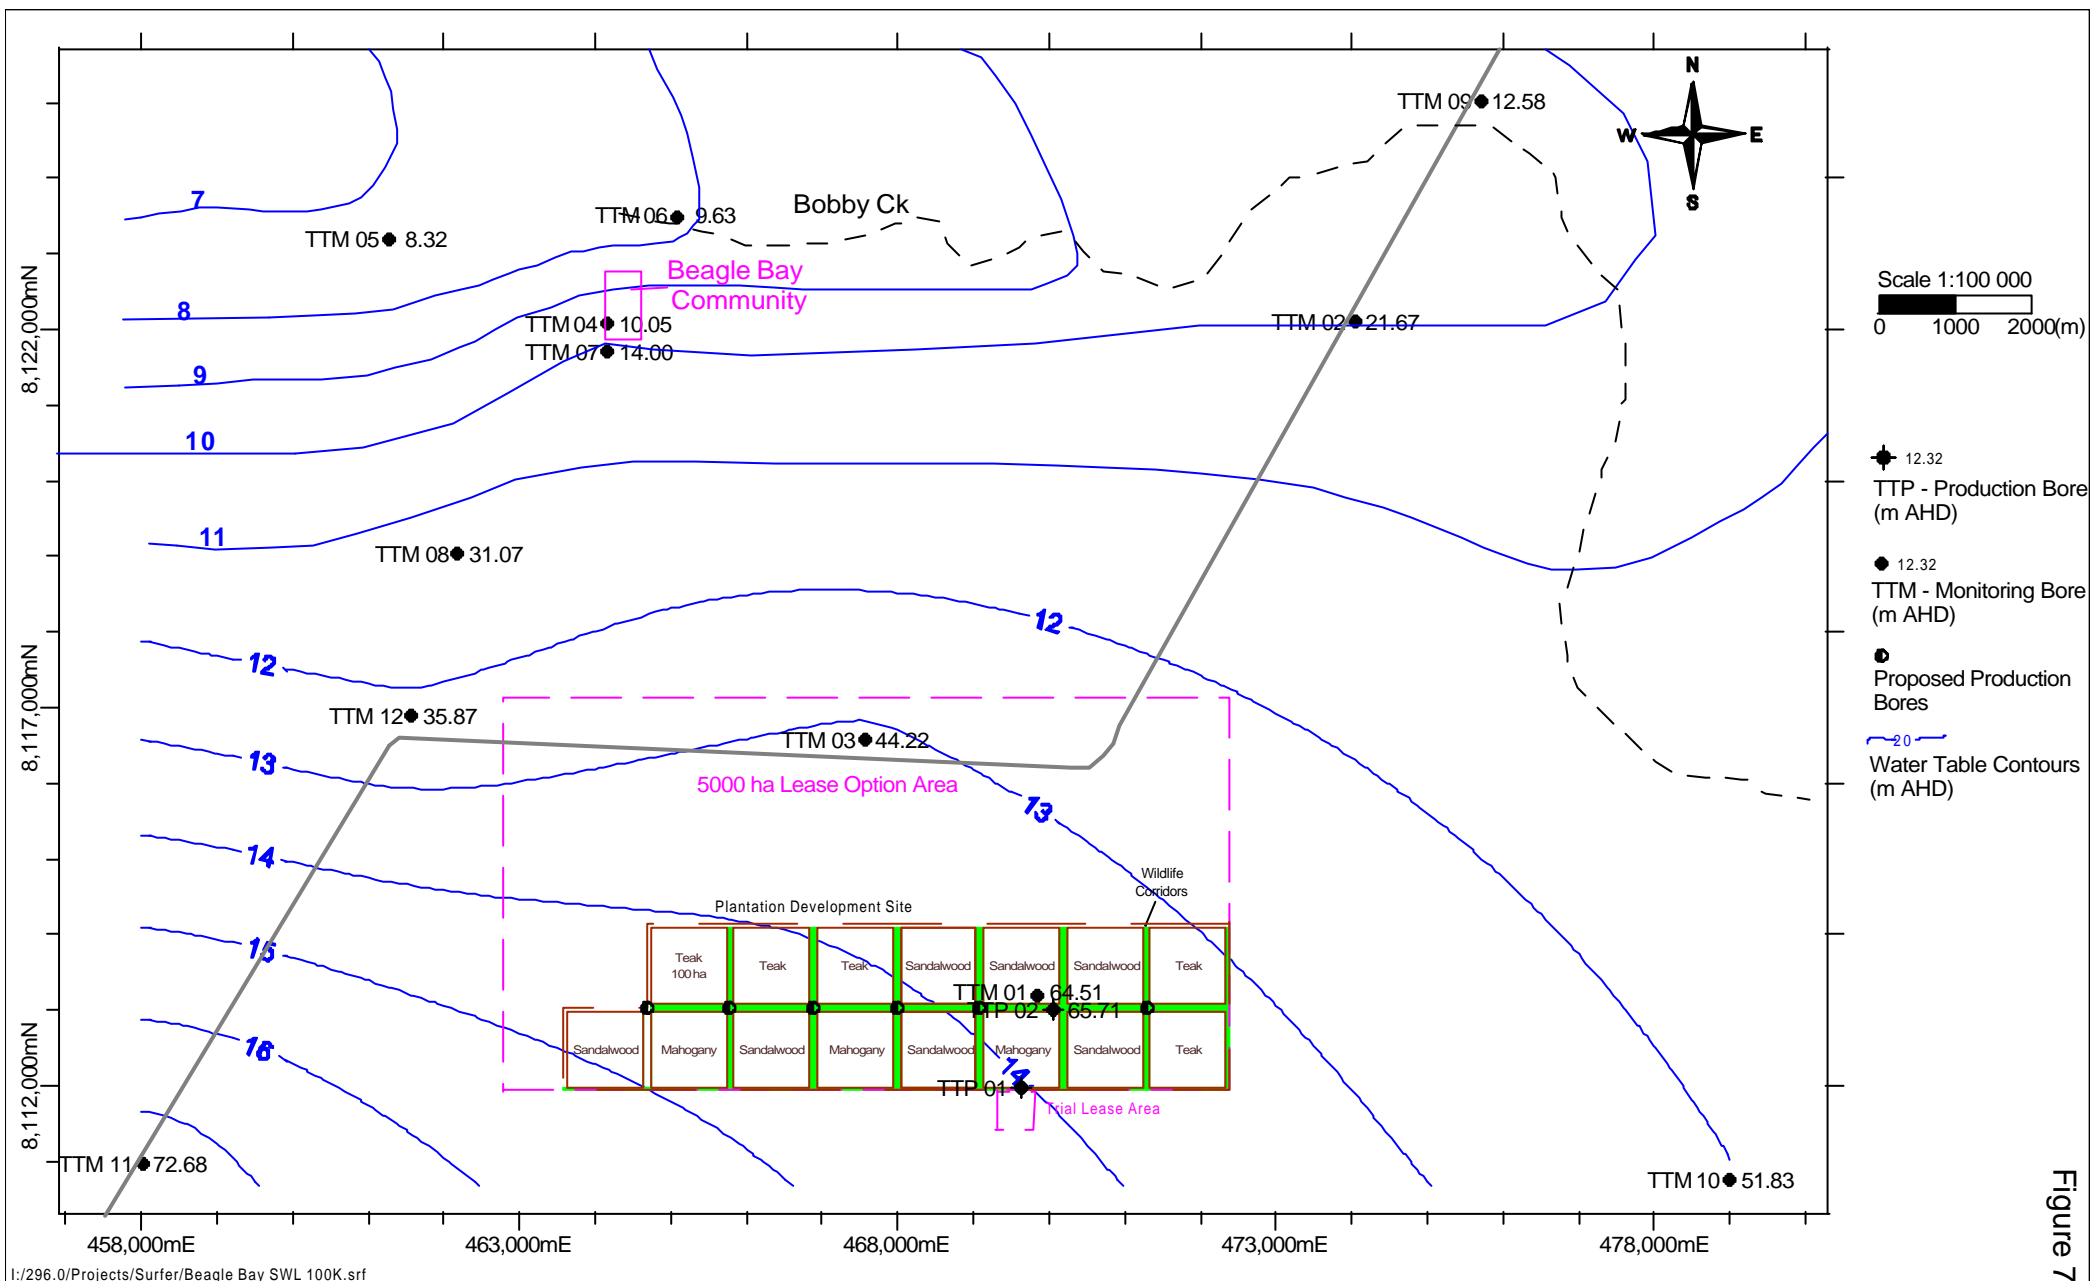 N
TTM 09 12.58
W E
7
Bobby Ck
S
TTM 06 9.63
TTM 05 8.32
Beagle Bay
Community
Scale 1:100 000
0 1000 2000(m)
8
TTM 04 10.05
TTM 02 21.67
8,122,000mN
TTM 07 14.00
9
10
12.32
TTP - Production Bore
(m AHD)
11
TTM 08 31.07
12.32
TTM - Monitoring Bore
(m AHD)
12
12
Proposed Production
Bores
8,117,000mN
TTM 12 35.87
TTM 03 44.22
20
Water Table Contours
(m AHD)
13
5000 ha Lease Option Area
13
14
Wildlife
Corridors
Plantation Development Site
15
Teak
100 ha
Teak
Teak
Sandalwood
Sandalwood
Sandalwood
Teak
TTM 01 64.51
TTP 02 65.71
16
Sandalwood
Mahogany
Sandalwood
Mahogany
Sandalwood
Mahogany
Sandalwood
Teak
14
8,112,000mN
TTP 01
Trial Lease Area
TTM 11 72.68
TTM 10 51.83
Figure 7
458,000mE
463,000mE
468,000mE
473,000mE
478,000mE
I:/296.0/Projects/Surfer/Beagle Bay SWL 100K.srf